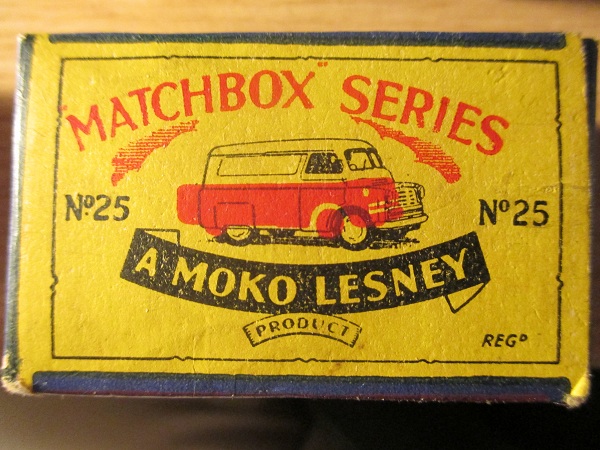 "MATCHBOX" SERIES
Nº25
Nº25
A MOKO LESNEY
PRODUCT
REGD